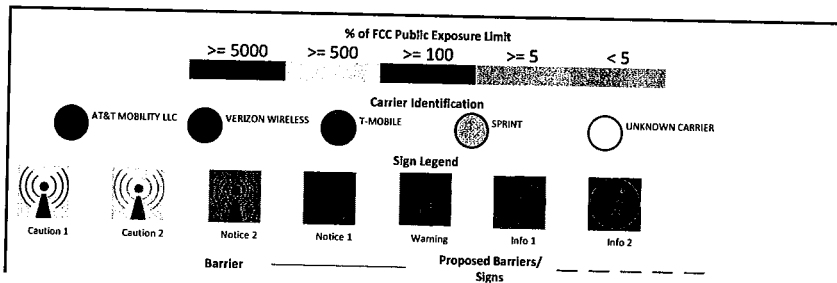 % of FCC Public Exposure Limit
>= 5000 >= 500 >= 100 >= 5 < 5
Carrier Identification
AT&T MOBILITY LLC VERIZON WIRELESS T-MOBILE SPRINT UNKNOWN CARRIER
Sign Legend
Caution 1 Caution 2 Notice 2 Notice 1 Warning Info 1 Info 2
Barrier Proposed Barriers/
Signs